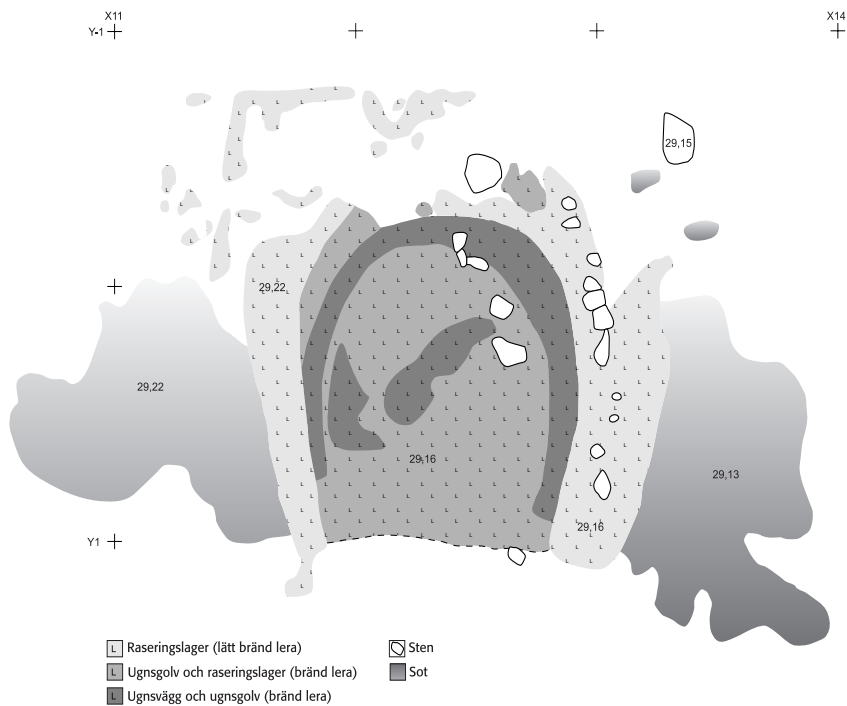 X11
X14
Y-1
29,15
29,22
29,22
29,16
29,13
29,16
Y1
L Raseringslager (lätt bränd lera)
L Ugnsgolv och raseringslager (bränd lera)
L Ugnsvägg och ugnsgolv (bränd lera)
Sten
Sot